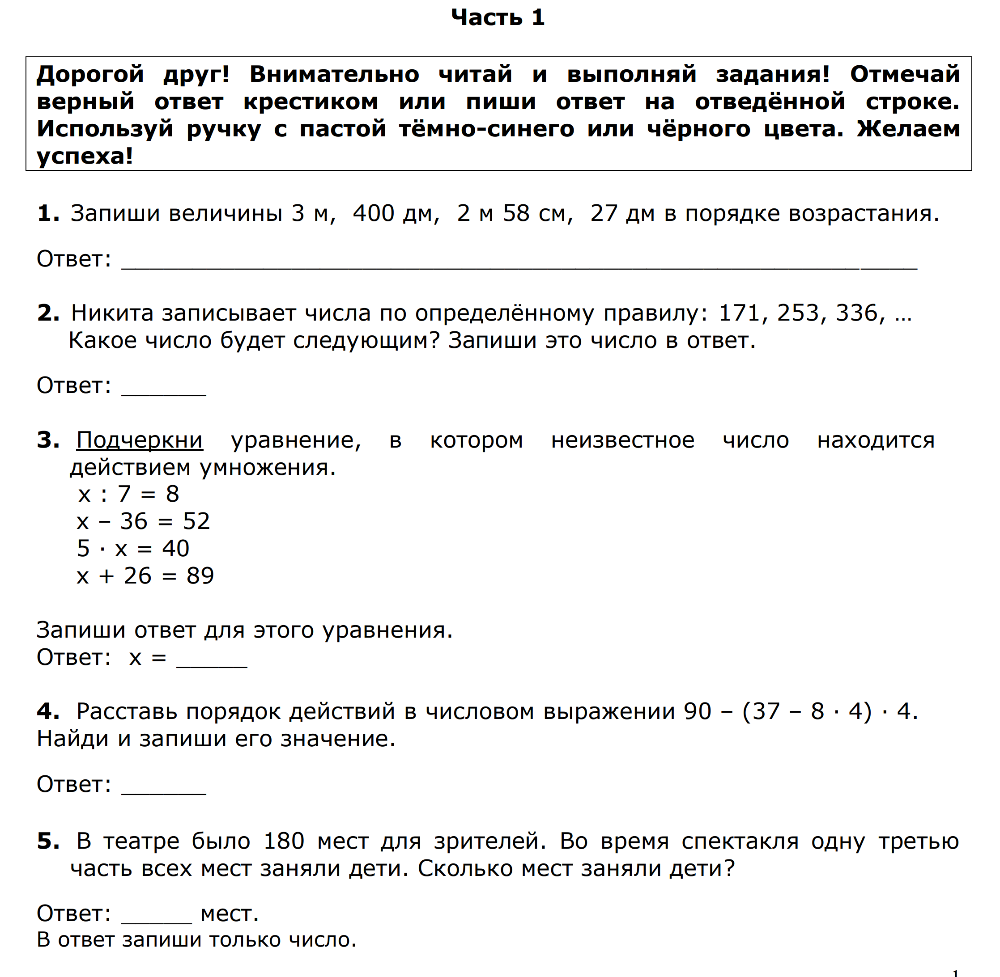 Часть 1
Дорогой друг! Внимательно читай и выполняй задания! Отмечай
верный ответ крестиком или пиши ответ на отведённой строке.
Используй ручку с пастой тёмно-синего или чёрного цвета. Желаем
успеха!
1. Запиши величины 3 м, 400 дм, 2 м 58 см, 27 дм в порядке возрастания.
Ответ: ________________________________________________________
2. Никита записывает числа по определённому правилу: 171, 253, 336, …
Какое число будет следующим? Запиши это число в ответ.
Ответ: ______
3. Подчеркни уравнение, в котором неизвестное число находится
действием умножения.
х : 7 = 8
х – 36 = 52
5 · х = 40
х + 26 = 89
Запиши ответ для этого уравнения.
Ответ: х = _____
4. Расставь порядок действий в числовом выражении 90 – (37 – 8 · 4) · 4.
Найди и запиши его значение.
Ответ: ______
5. В театре было 180 мест для зрителей. Во время спектакля одну третью
часть всех мест заняли дети. Сколько мест заняли дети?
Ответ: _____ мест.
В ответ запиши только число.
1